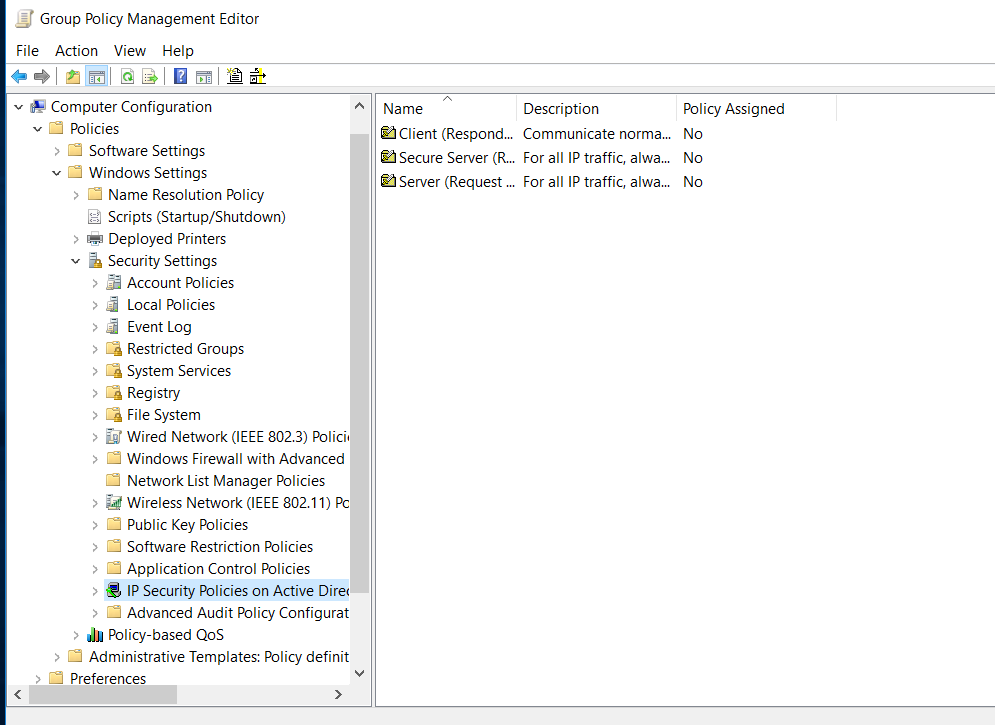 Group Policy Management Editor
File Action View Help
Computer Configuration
Policies
Software Settings
Windows Settings
Name Resolution Policy
Scripts (Startup/Shutdown)
Deployed Printers
Security Settings
Account Policies
Local Policies
Event Log
Restricted Groups
System Services
Registry
File System
Wired Network (IEEE 802.3) Policie
Windows Firewall with Advanced
Network List Manager Policies
Wireless Network (IEEE 802.11) Po
Public Key Policies
Software Restriction Policies
Application Control Policies
IP Security Policies on Active Direc
Advanced Audit Policy Configurat
Policy-based QoS
Administrative Templates: Policy definit
Preferences
Name Description Policy Assigned
Client (Respond... Communicate norma... No
Secure Server (R... For all IP traffic, alwa... No
Server (Request ... For all IP traffic, alwa... No